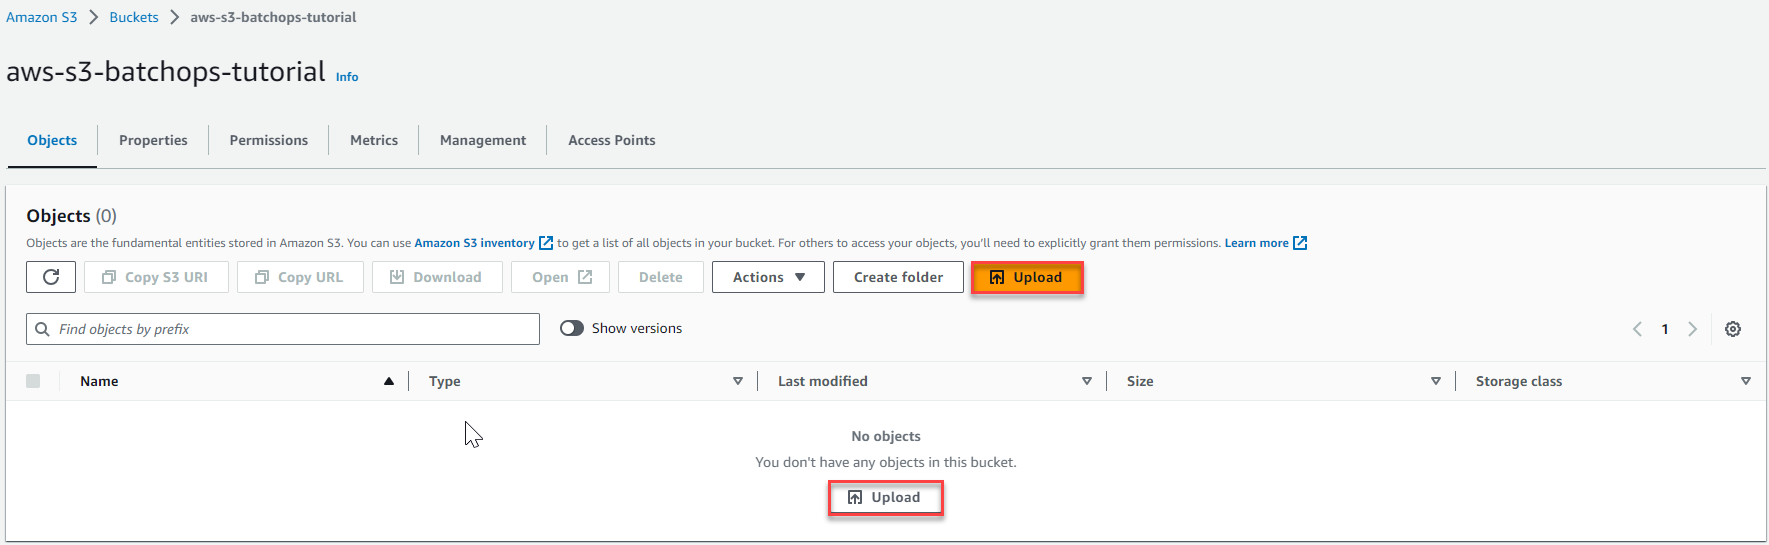 Amazon S3 > Buckets > aws-s3-batchops-tutorial
aws-s3-batchops-tutorial Info
Objects Properties Permissions Metrics Management Access Points
Objects (0)
Objects are the fundamental entities stored in Amazon S3. You can use Amazon S3 inventory to get a list of all objects in your bucket. For others to access your objects, you'll need to explicitly grant them permissions. Learn more
Copy S3 URI Copy URL Download Open Delete Actions Create folder Upload
Find objects by prefix Show versions 1
Name Type Last modified Size Storage class
No objects
You don't have any objects in this bucket.
Upload